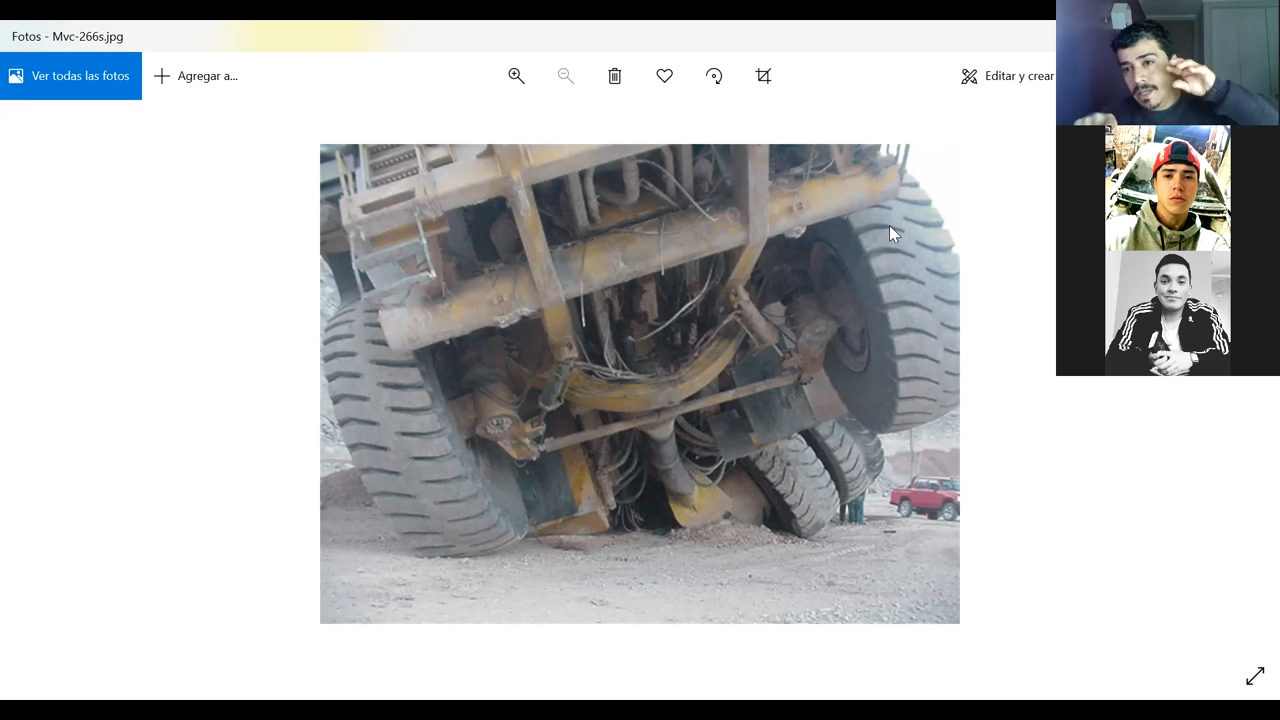 Fotos - Mvc-266s.jpg
Ver todas las fotos
Agregar a...
Editar y crear